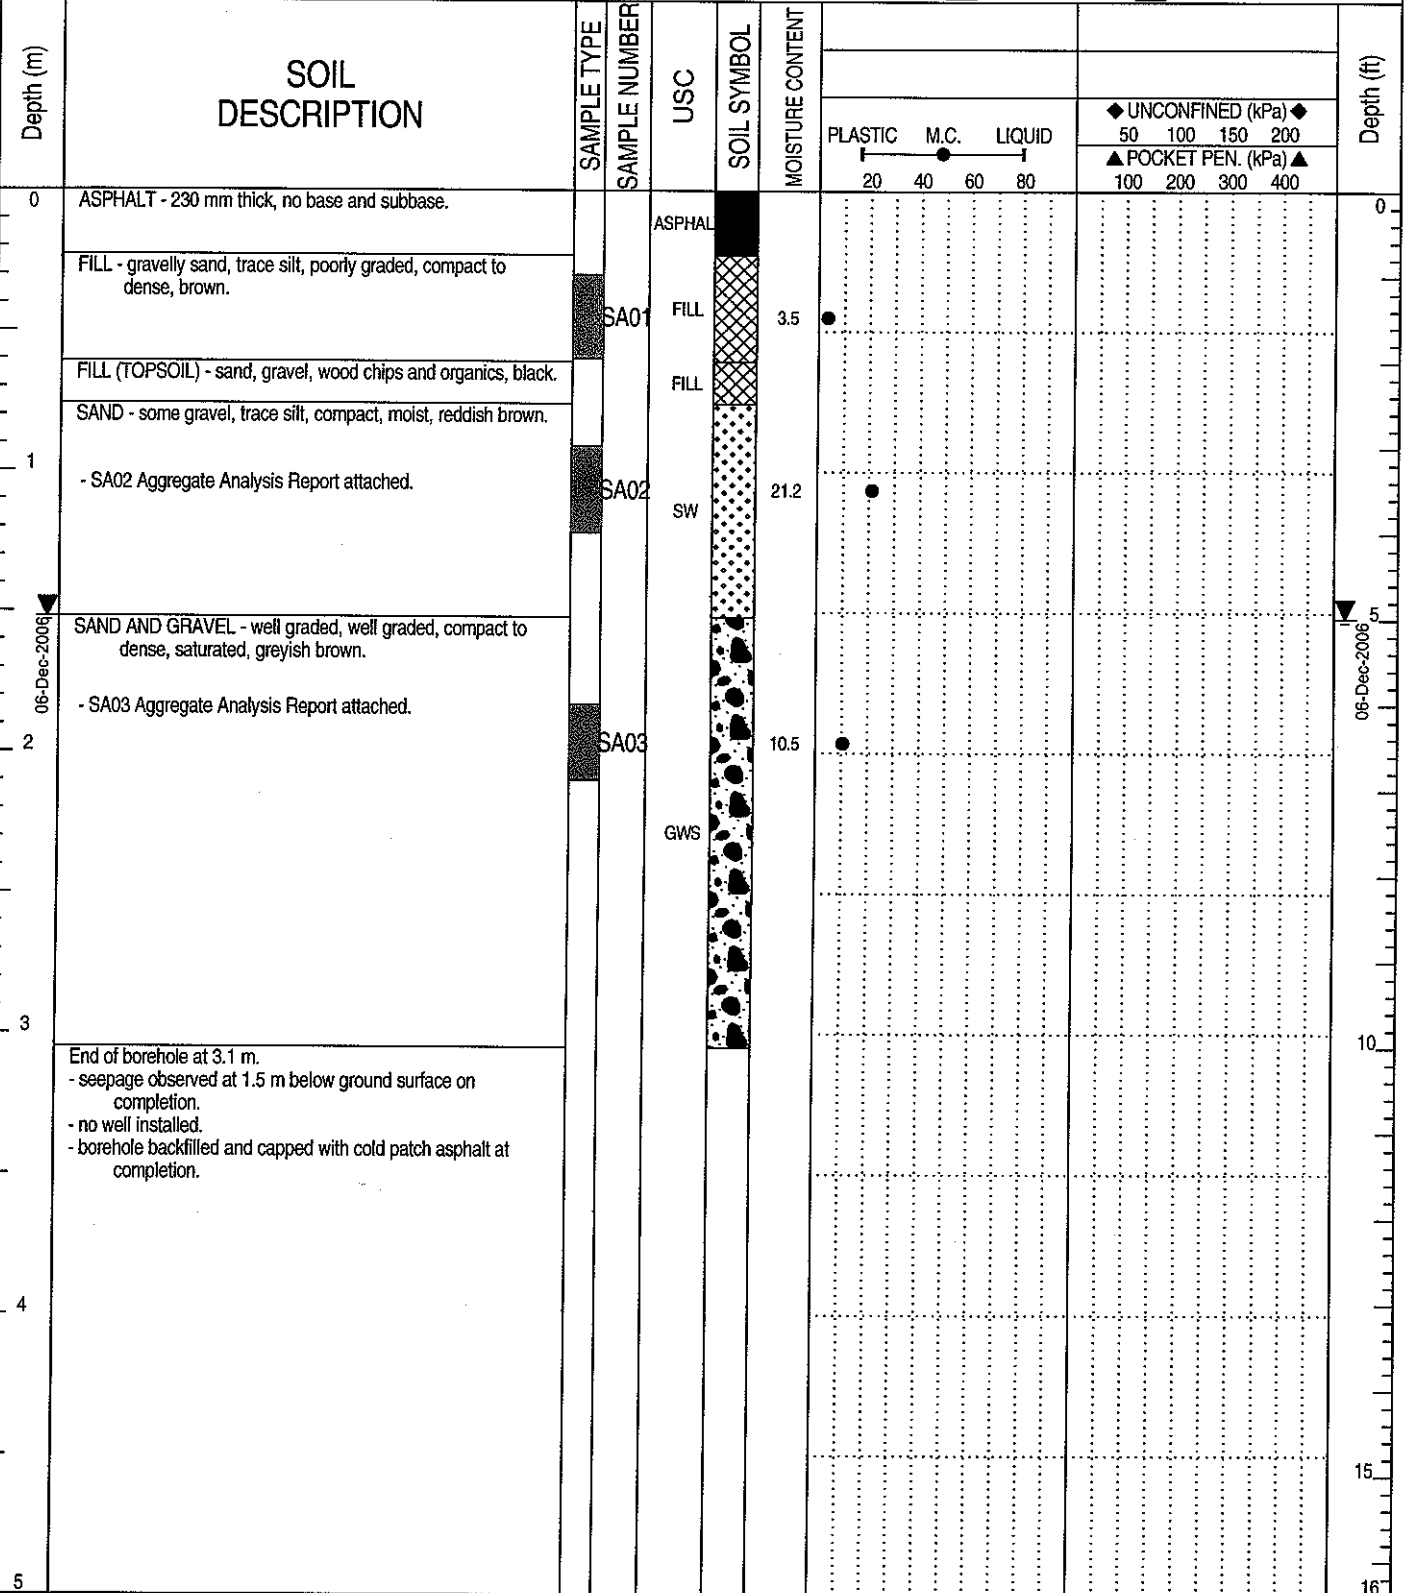 Depth (m)
SOIL
DESCRIPTION
SAMPLE TYPE
SAMPLE NUMBER
USC
SOIL SYMBOL
MOISTURE CONTENT
PLASTIC M.C. LIQUID
20 40 60 80
◆ UNCONFINED (kPa) ◆
50 100 150 200
▲ POCKET PEN. (kPa) ▲
100 200 300 400
Depth (ft)
0
ASPHALT - 230 mm thick, no base and subbase.
ASPHAL
0
FILL - gravelly sand, trace silt, poorly graded, compact to
dense, brown.
SA01
FILL
3.5
FILL (TOPSOIL) - sand, gravel, wood chips and organics, black.
FILL
SAND - some gravel, trace silt, compact, moist, reddish brown.
1
- SA02 Aggregate Analysis Report attached.
SA02
SW
21.2
06-Dec-2006
SAND AND GRAVEL - well graded, well graded, compact to
dense, saturated, greyish brown.
5
06-Dec-2006
- SA03 Aggregate Analysis Report attached.
2
SA03
10.5
GWS
3
10
End of borehole at 3.1 m.
- seepage observed at 1.5 m below ground surface on
completion.
- no well installed.
- borehole backfilled and capped with cold patch asphalt at
completion.
4
15
5
16